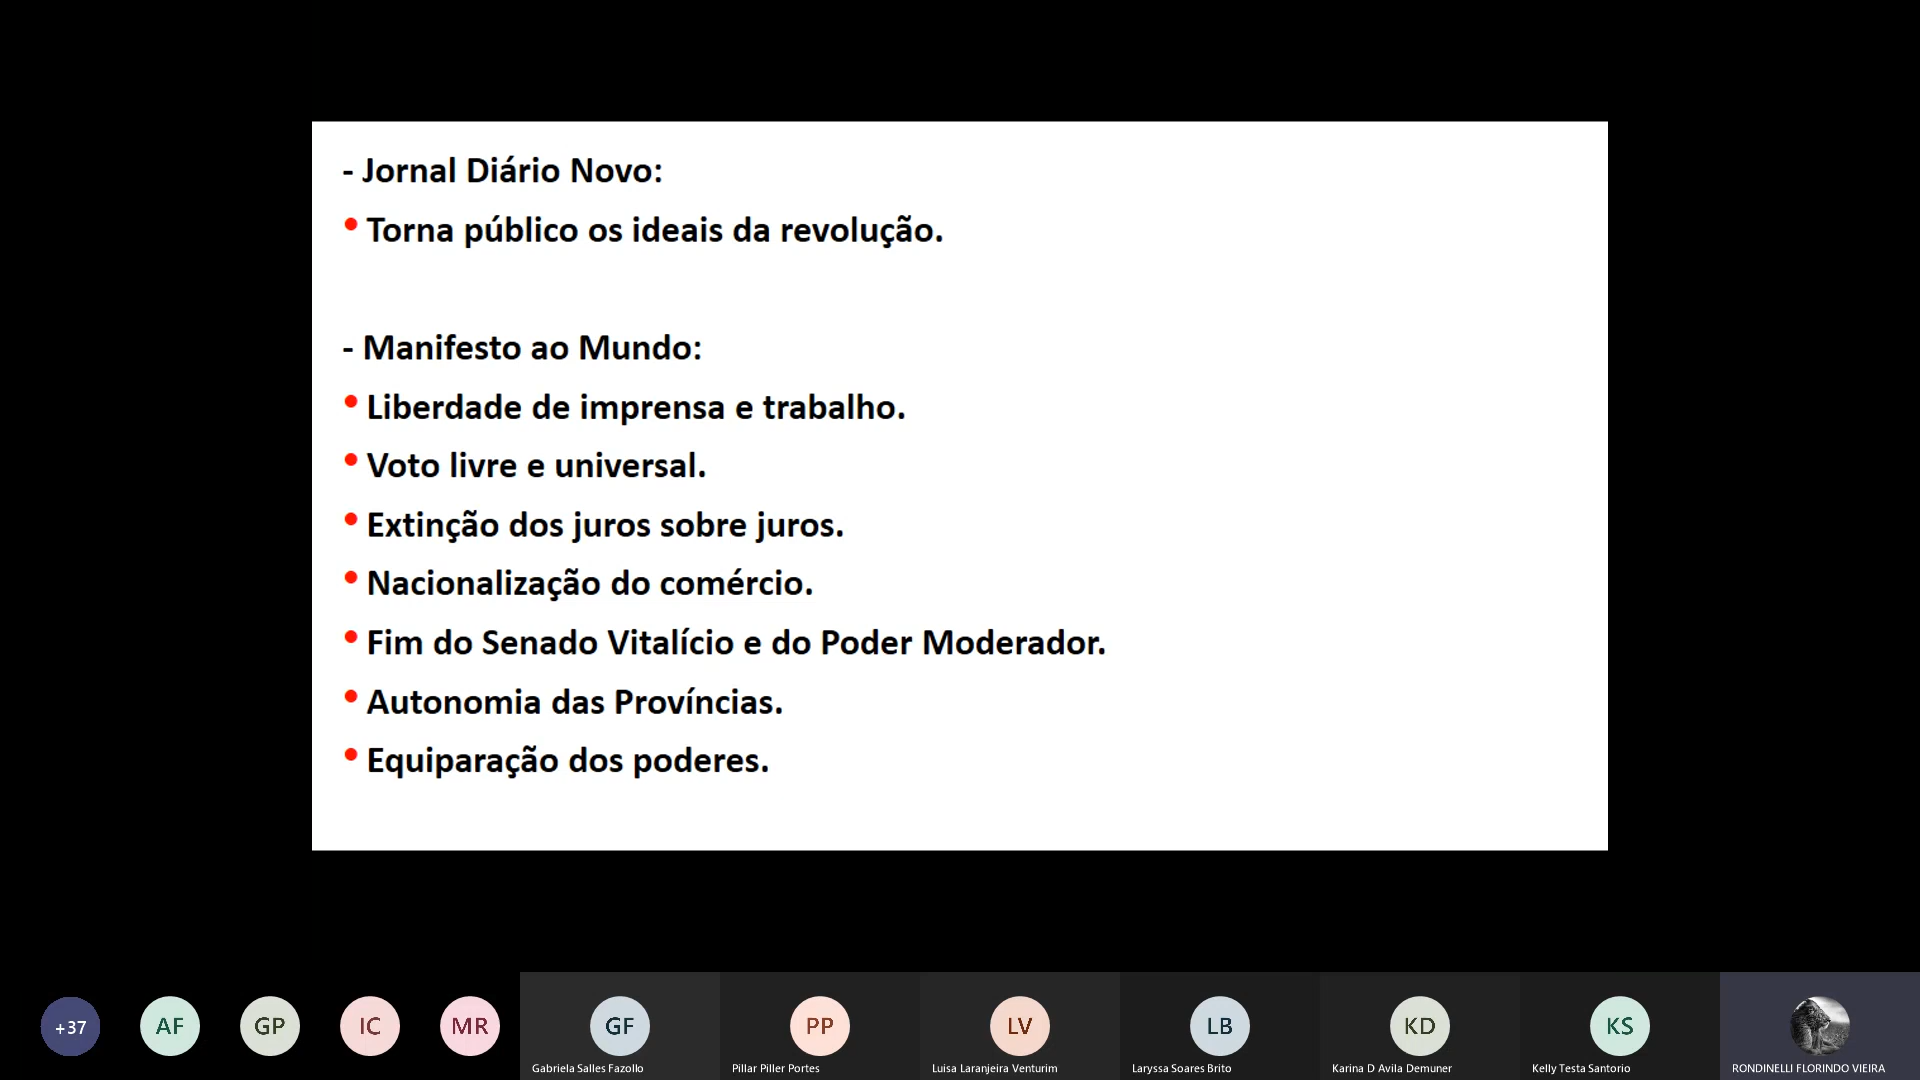 - Jornal Diário Novo:
• Torna público os ideais da revolução.
- Manifesto ao Mundo:
• Liberdade de imprensa e trabalho.
• Voto livre e universal.
• Extinção dos juros sobre juros.
• Nacionalização do comércio.
• Fim do Senado Vitalício e do Poder Moderador.
• Autonomia das Províncias.
• Equiparação dos poderes.
+37 AF GP IC MR GF PP LV LB KD KS
Gabriela Salles Fazollo Pillar Piller Portes Luisa Laranjeira Venturim Laryssa Soares Brito Karina D Avila Demuner Kelly Testa Santorio RONDINELLI FLORINDO VIEIRA